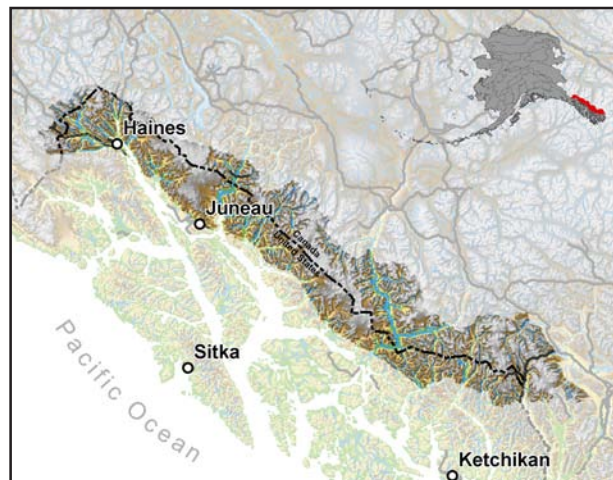 Haines
Juneau
Canada
United States
Sitka
Pacific Ocean
Ketchikan